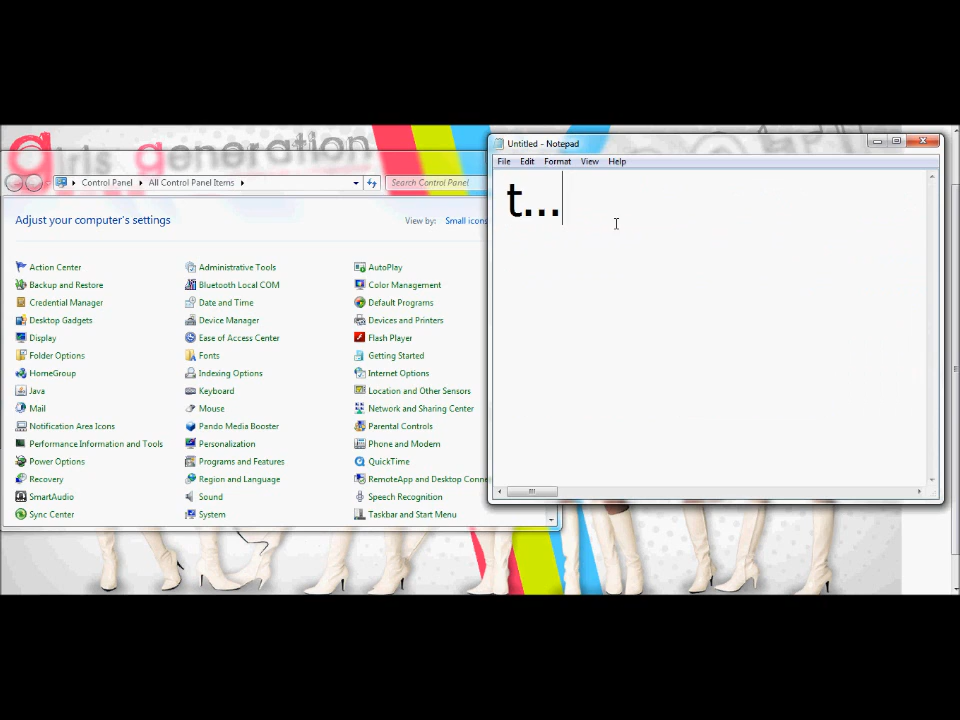 girls generation
Control Panel
All Control Panel Items
Search Control Panel
Adjust your computer's settings
View by:
Small icons
Action Center
Administrative Tools
AutoPlay
Backup and Restore
Bluetooth Local COM
Color Management
Credential Manager
Date and Time
Default Programs
Desktop Gadgets
Device Manager
Devices and Printers
Display
Ease of Access Center
Flash Player
Folder Options
Fonts
Getting Started
HomeGroup
Indexing Options
Internet Options
Java
Keyboard
Location and Other Sensors
Mail
Mouse
Network and Sharing Center
Notification Area Icons
Pando Media Booster
Parental Controls
Performance Information and Tools
Personalization
Phone and Modem
Power Options
Programs and Features
QuickTime
Recovery
Region and Language
RemoteApp and Desktop Conne
SmartAudio
Sound
Speech Recognition
Sync Center
System
Taskbar and Start Menu
Untitled - Notepad
File Edit Format View Help
t...